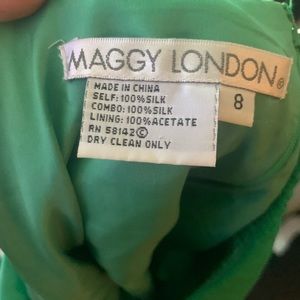 MAGGY LONDON®
MADE IN CHINA
SELF: 100%SILK
COMBO: 100%SILK
LINING: 100%ACETATE
RN 58142©
DRY CLEAN ONLY
8